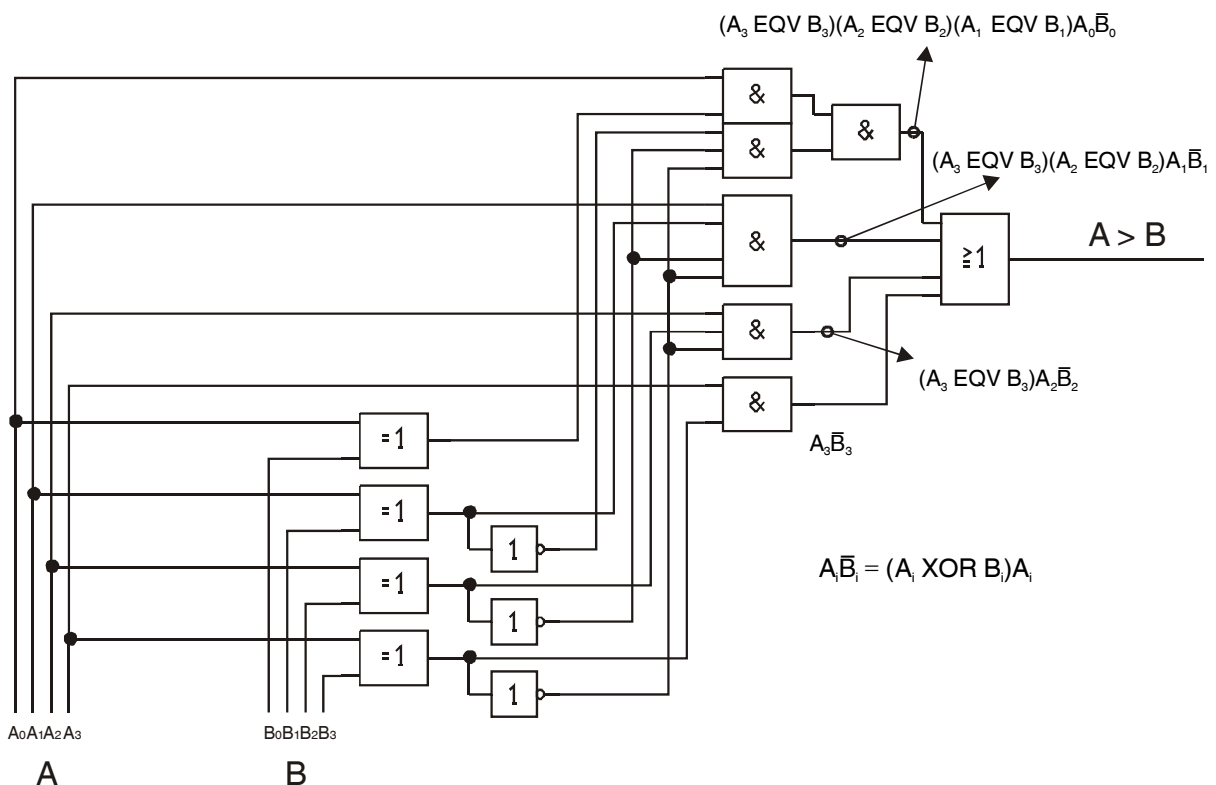 (A₃ EQV B₃)(A₂ EQV B₂)(A₁ EQV B₁)A₀B̅₀
&
&
&
(A₃ EQV B₃)(A₂ EQV B₂)A₁B̅₁
&
A > B
≧1
&
(A₃ EQV B₃)A₂B̅₂
&
A₃B̅₃
=1
=1
1
AᵢB̅ᵢ = (Aᵢ XOR Bᵢ)Aᵢ
=1
1
=1
1
A₀A₁A₂A₃ B₀B₁B₂B₃
A B